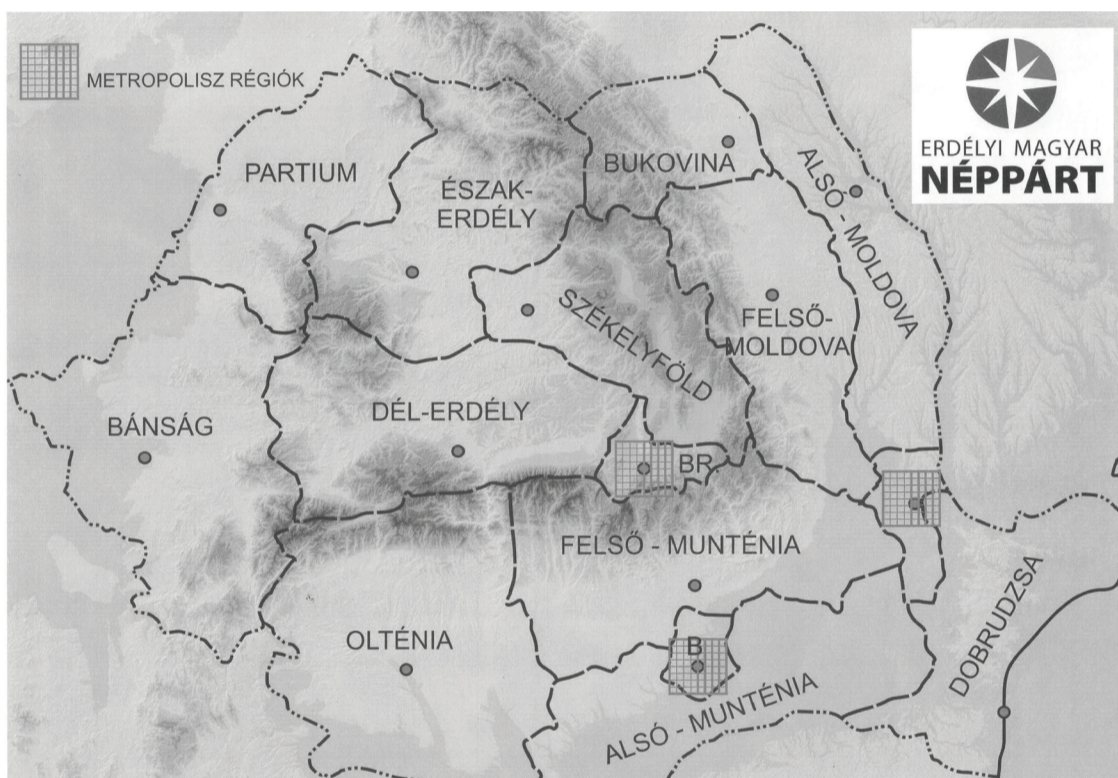 METROPOLISZ RÉGIÓK
ERDÉLYI MAGYAR
NÉPPÁRT
PARTIUM
ÉSZAK-
ERDÉLY
BUKOVINA
ALSÓ - MOLDOVA
SZÉKELYFÖLD
FELSŐ-
MOLDOVA
BÁNSÁG
DÉL-ERDÉLY
BR
FELSŐ - MUNTÉNIA
OLTÉNIA
B
ALSÓ - MUNTÉNIA
DOBRUDZSA